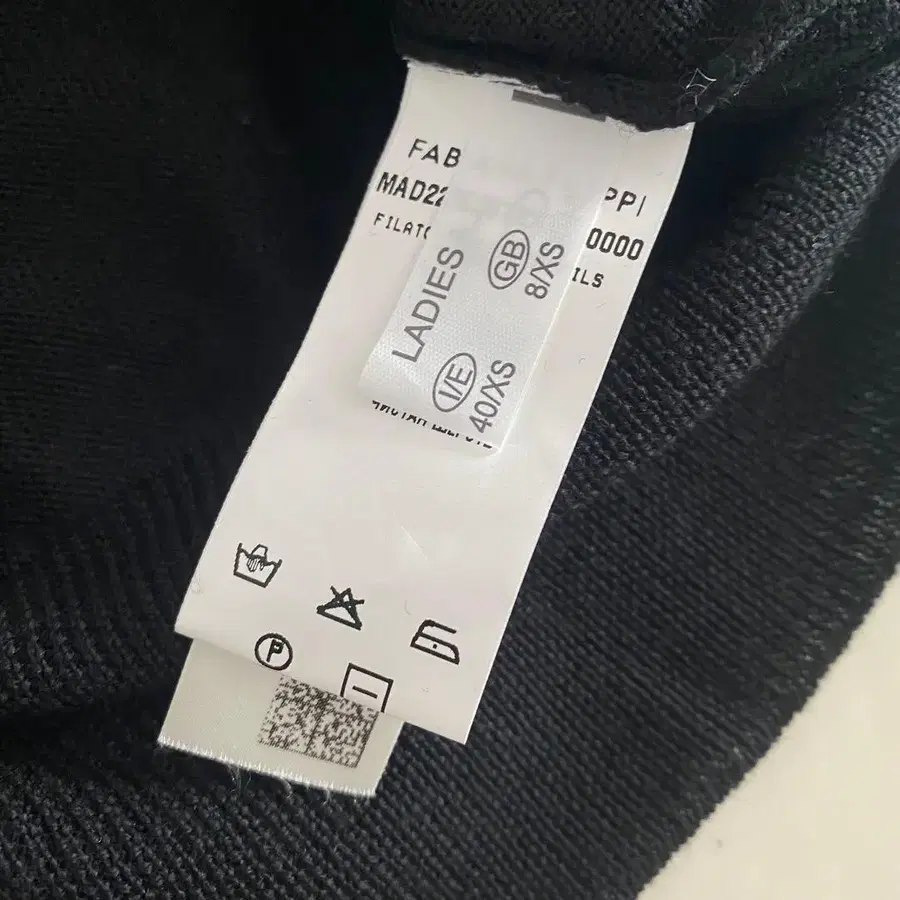 FAB PPI
MAD22 0000
FILATO ILS
LADIES
GB
8/XS
I/E
40/XS
P